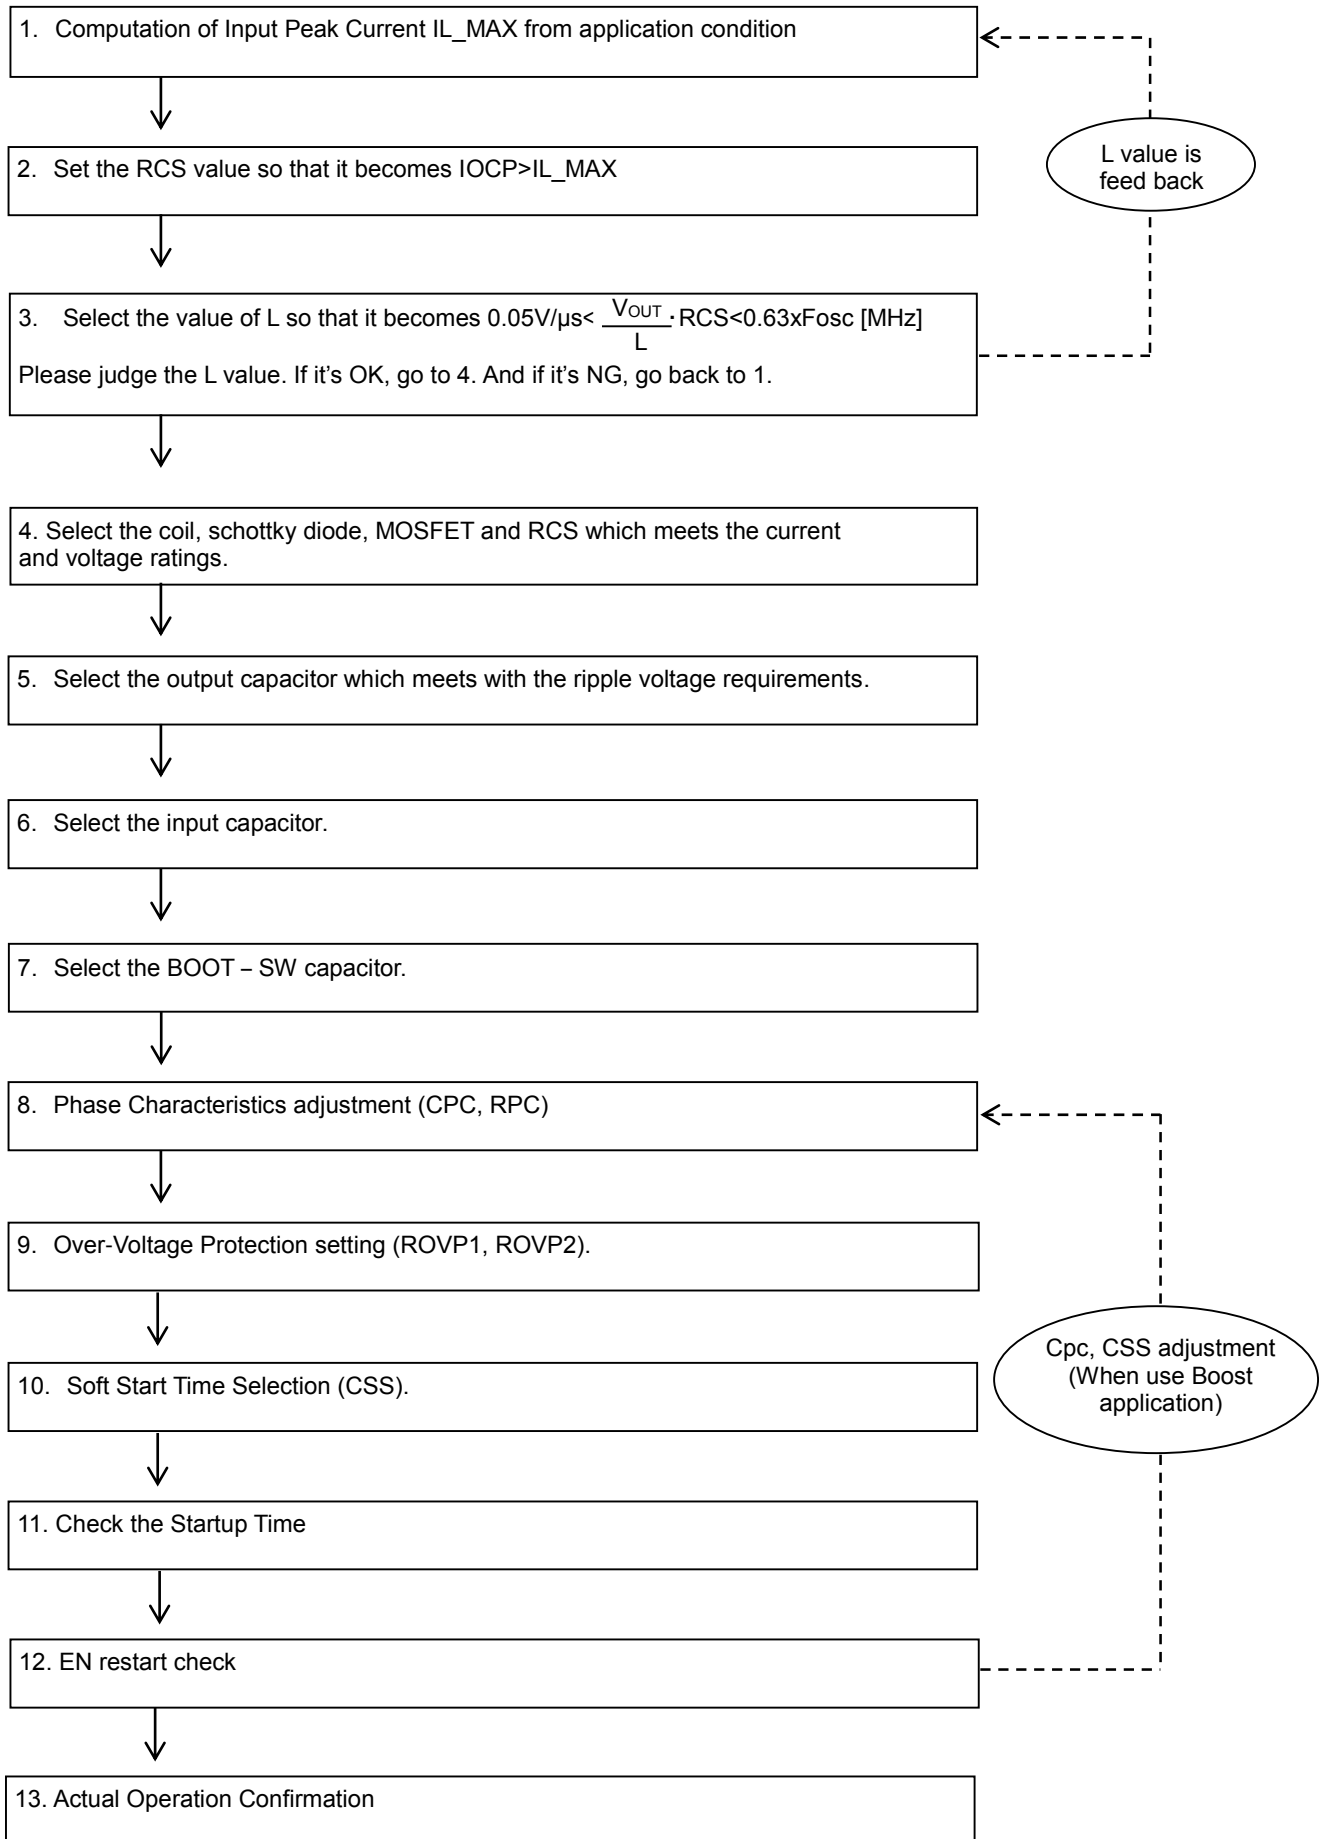 1. Computation of Input Peak Current IL_MAX from application condition
L value is
feed back
2. Set the RCS value so that it becomes IOCP>IL_MAX
3. Select the value of L so that it becomes 0.05V/µs< VOUT/L ·RCS<0.63xFosc [MHz]
Please judge the L value. If it’s OK, go to 4. And if it’s NG, go back to 1.
4. Select the coil, schottky diode, MOSFET and RCS which meets the current
and voltage ratings.
5. Select the output capacitor which meets with the ripple voltage requirements.
6. Select the input capacitor.
7. Select the BOOT – SW capacitor.
8. Phase Characteristics adjustment (CPC, RPC)
9. Over-Voltage Protection setting (ROVP1, ROVP2).
Cpc, CSS adjustment
(When use Boost
application)
10. Soft Start Time Selection (CSS).
11. Check the Startup Time
12. EN restart check
13. Actual Operation Confirmation